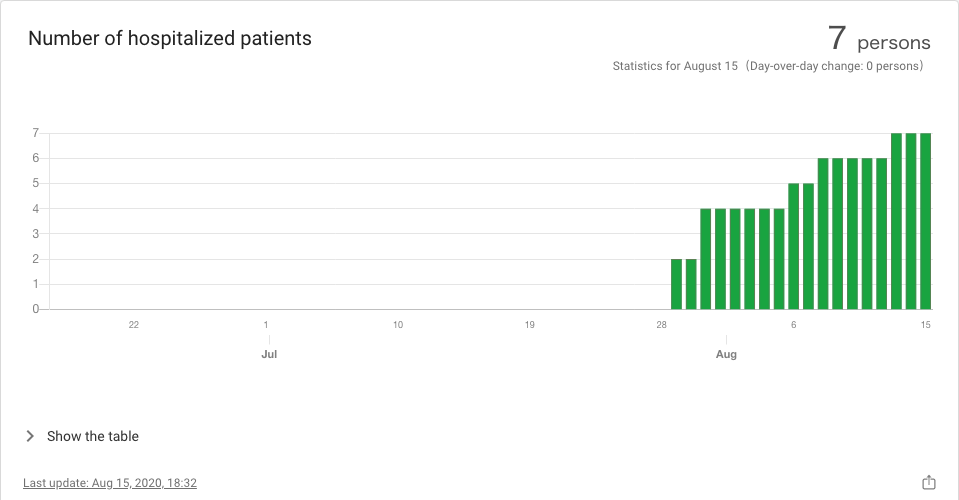 Number of hospitalized patients
7 persons
Statistics for August 15 (Day-over-day change: 0 persons)
7
6
5
4
3
2
1
0
22 1 10 19 28 6 15
Jul Aug
Show the table
Last update: Aug 15, 2020, 18:32